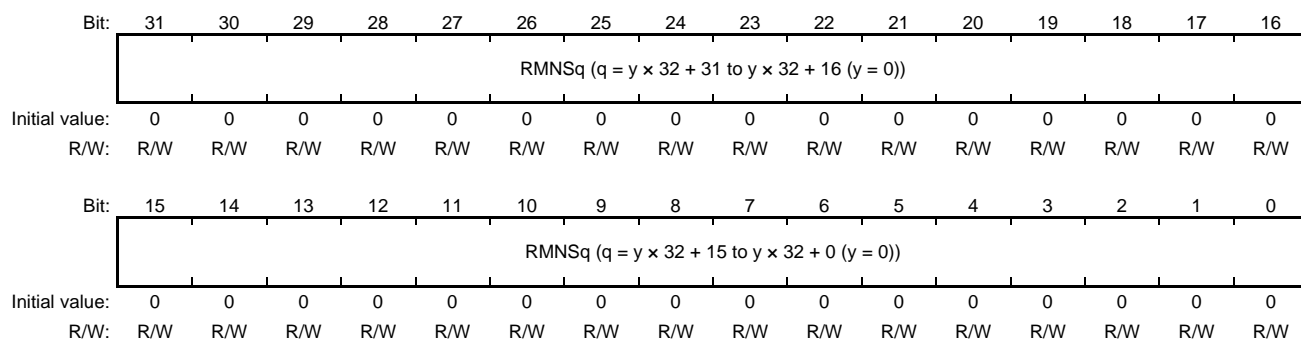 Bit: 31 30 29 28 27 26 25 24 23 22 21 20 19 18 17 16
RMNSq (q = y × 32 + 31 to y × 32 + 16 (y = 0))
Initial value: 0 0 0 0 0 0 0 0 0 0 0 0 0 0 0 0
R/W: R/W R/W R/W R/W R/W R/W R/W R/W R/W R/W R/W R/W R/W R/W R/W R/W
Bit: 15 14 13 12 11 10 9 8 7 6 5 4 3 2 1 0
RMNSq (q = y × 32 + 15 to y × 32 + 0 (y = 0))
Initial value: 0 0 0 0 0 0 0 0 0 0 0 0 0 0 0 0
R/W: R/W R/W R/W R/W R/W R/W R/W R/W R/W R/W R/W R/W R/W R/W R/W R/W